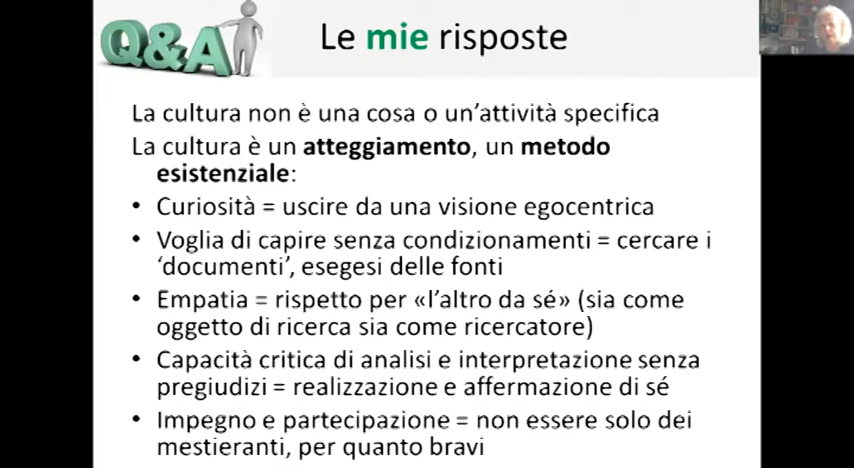 Q&A
Le mie risposte
La cultura non è una cosa o un'attività specifica
La cultura è un atteggiamento, un metodo
esistenziale:
• Curiosità = uscire da una visione egocentrica
• Voglia di capire senza condizionamenti = cercare i
'documenti', esegesi delle fonti
• Empatia = rispetto per «l'altro da sé» (sia come
oggetto di ricerca sia come ricercatore)
• Capacità critica di analisi e interpretazione senza
pregiudizi = realizzazione e affermazione di sé
• Impegno e partecipazione = non essere solo dei
mestieranti, per quanto bravi